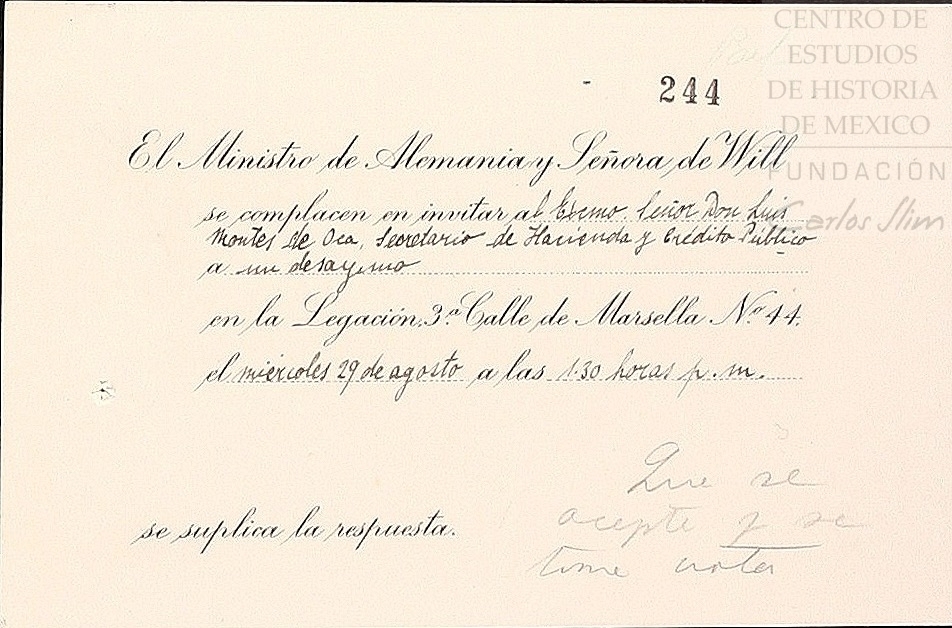 CENTRO DE
ESTUDIOS
DE HISTORIA
DE MEXICO
FUNDACIÓN
Carlos Slim
244
El Ministro de Alemania y Señora de Will
se complacen en invitar al Excmo. Señor Don Luis
Montes de Oca, Secretario de Hacienda y Crédito Público
a un desayuno
en la Legación. 3ª Calle de Marsella Nº 44.
el miércoles 29 de agosto a las 1.30 horas p.m.
se suplica la respuesta.
Que se
acepte y se
tome nota